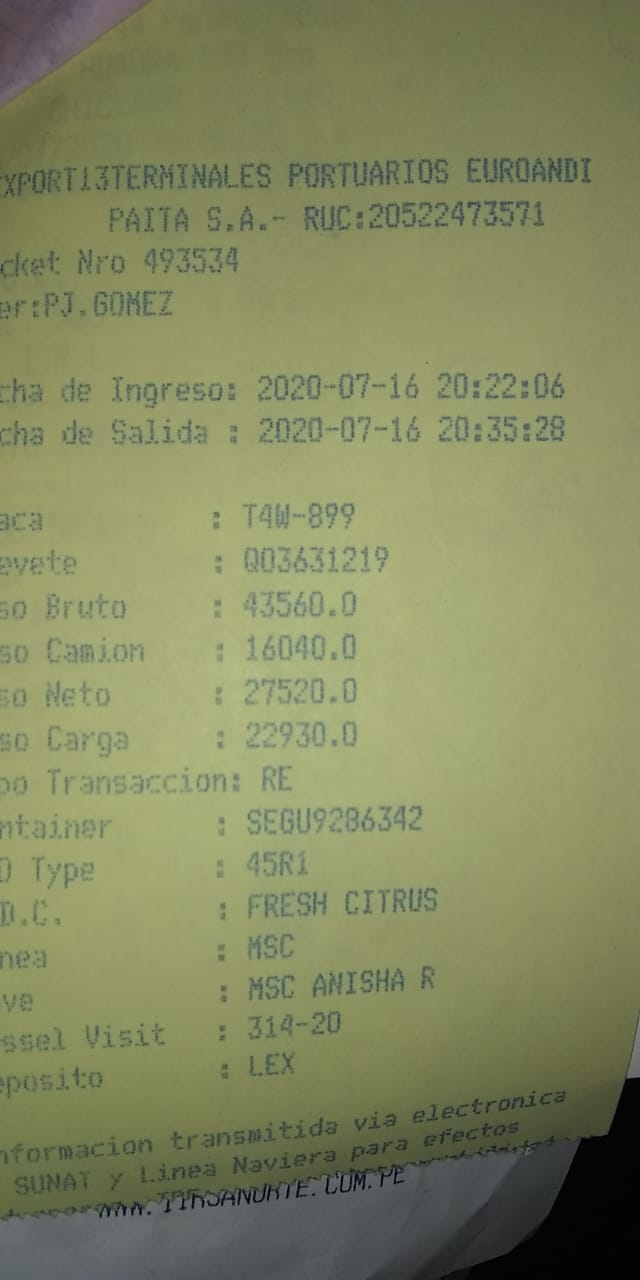 XPORT13TERMINALES PORTUARIOS EUROANDI
PAITA S.A.- RUC:20522473571
cket Nro 493534
er:PJ.GOMEZ
cha de Ingreso: 2020-07-16 20:22:06
cha de Salida : 2020-07-16 20:35:28
aca : T4W-899
evete : Q03631219
so Bruto : 43560.0
so Camion : 16040.0
so Neto : 27520.0
so Carga : 22930.0
po Transaccion: RE
ntainer : SEGU9286342
O Type : 45R1
D.C. : FRESH CITRUS
nea : MSC
ve : MSC ANISHA R
ssel Visit : 314-20
eposito : LEX
nformacion transmitida via electronica
SUNAT y Linea Naviera para efectos